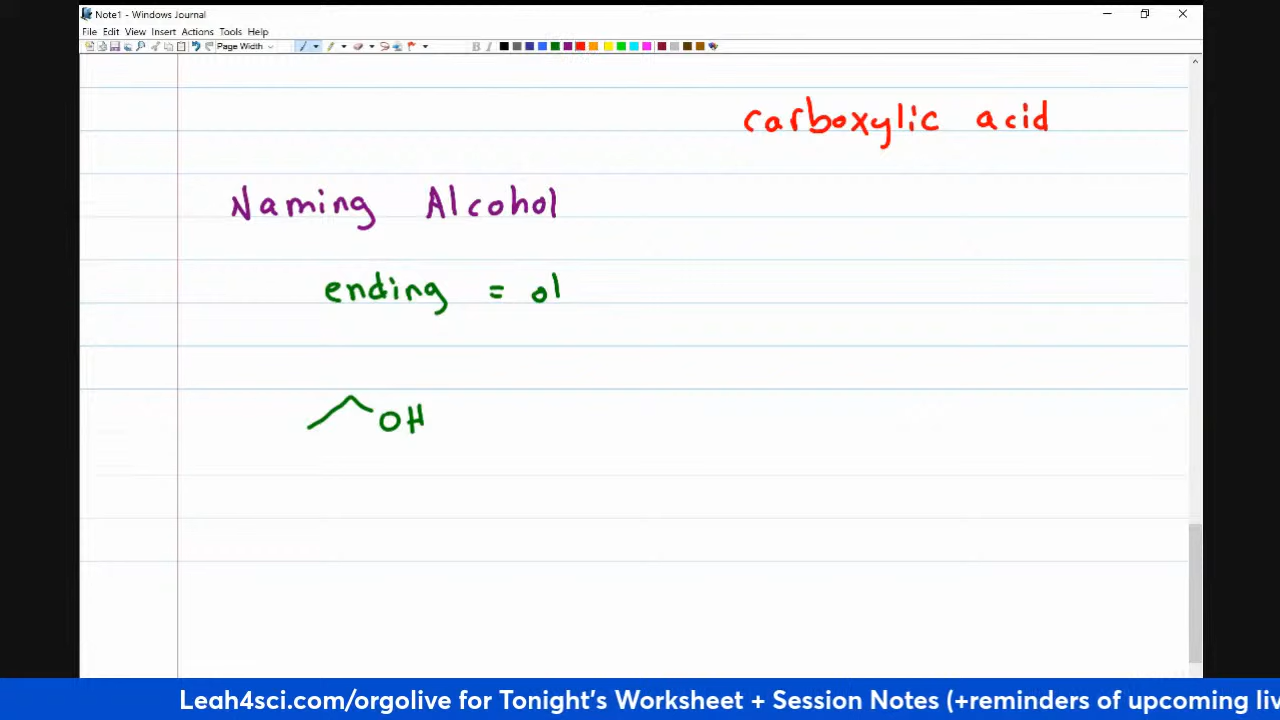 Note1 - Windows Journal
File Edit View Insert Actions Tools Help
Page Width
B I
carboxylic acid
Naming Alcohol
ending = ol
OH
Leah4sci.com/orgolive for Tonight's Worksheet + Session Notes (+reminders of upcoming liv